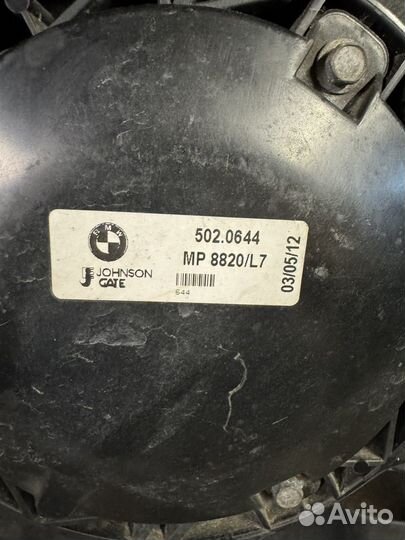 BMW
502.0644
MP 8820/L7
JOHNSON
GATE
644
03/05/12
Avito